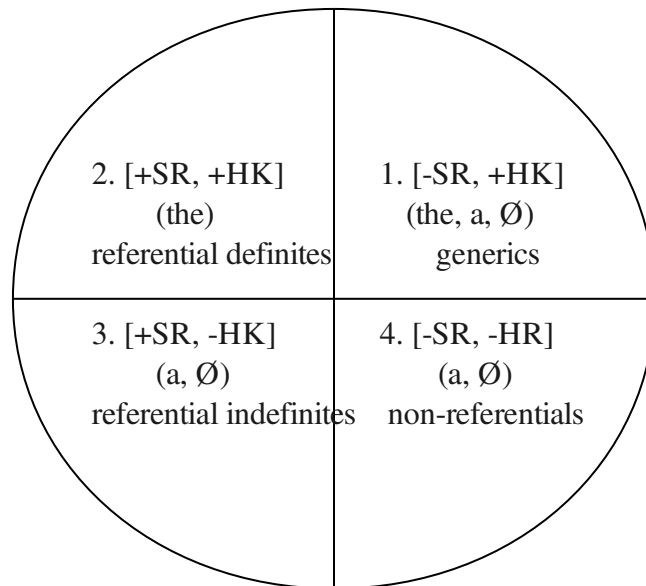 2. [+SR, +HK]
(the)
referential definites
1. [-SR, +HK]
(the, a, Ø)
generics
3. [+SR, -HK]
(a, Ø)
referential indefinites
4. [-SR, -HR]
(a, Ø)
non-referentials